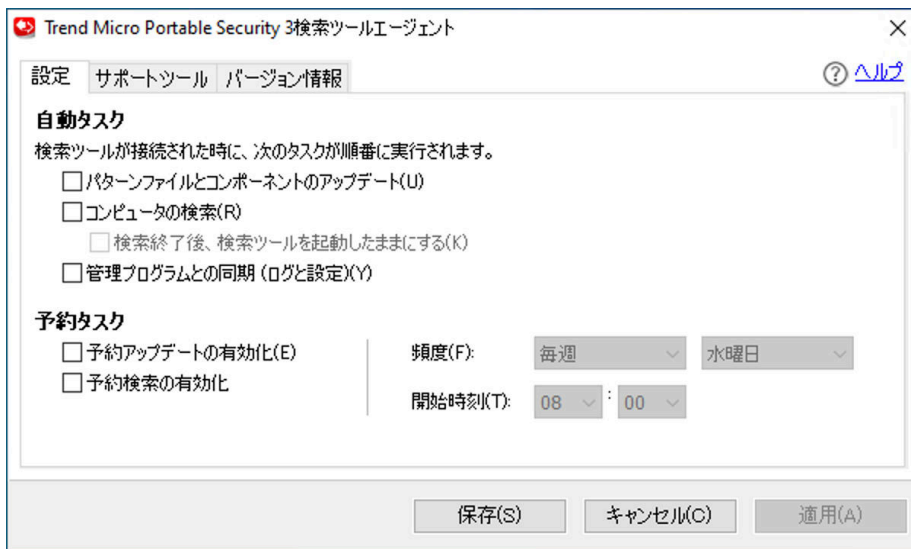 Trend Micro Portable Security 3検索ツールエージェント
設定 サポートツール バージョン情報 ヘルプ
自動タスク
検索ツールが接続された時に、次のタスクが順番に実行されます。
パターンファイルとコンポーネントのアップデート(U)
コンピュータの検索(R)
検索終了後、検索ツールを起動したままにする(K)
管理プログラムとの同期 (ログと設定)(Y)
予約タスク
予約アップデートの有効化(E) 頻度(F): 毎週 水曜日
予約検索の有効化
開始時刻(T): 08 : 00
保存(S) キャンセル(C) 適用(A)